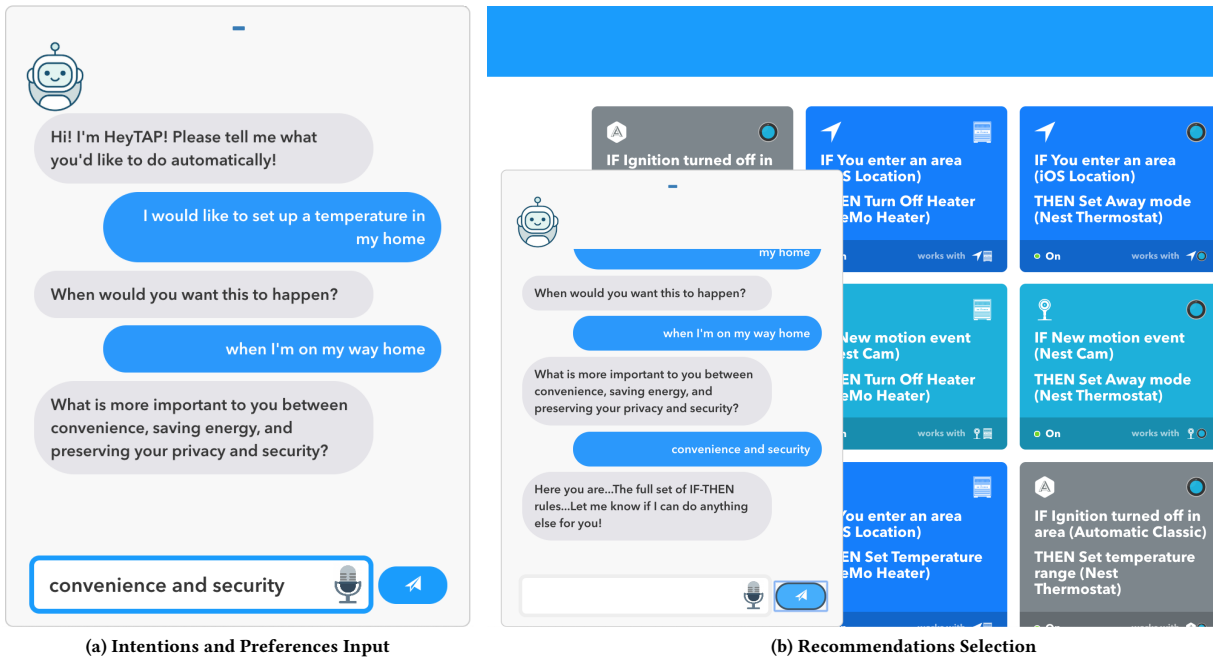 Hi! I'm HeyTAP! Please tell me what
you'd like to do automatically!
I would like to set up a temperature in
my home
When would you want this to happen?
when I'm on my way home
What is more important to you between
convenience, saving energy, and
preserving your privacy and security?
convenience and security
(a) Intentions and Preferences Input
IF Ignition turned off in
IF You enter an area
S Location)
EN Turn Off Heater
eMo Heater)
works with
IF You enter an area
(iOS Location)
THEN Set Away mode
(Nest Thermostat)
On
works with
my home
When would you want this to happen?
when I'm on my way home
What is more important to you between
convenience, saving energy, and
preserving your privacy and security?
convenience and security
Here you are...The full set of IF-THEN
rules...Let me know if I can do anything
else for you!
New motion event
est Cam)
EN Turn Off Heater
eMo Heater)
works with
IF New motion event
(Nest Cam)
THEN Set Away mode
(Nest Thermostat)
On
works with
You enter an area
S Location)
EN Set Temperature
eMo Heater)
IF Ignition turned off in
area (Automatic Classic)
THEN Set temperature
range (Nest
Thermostat)
(b) Recommendations Selection